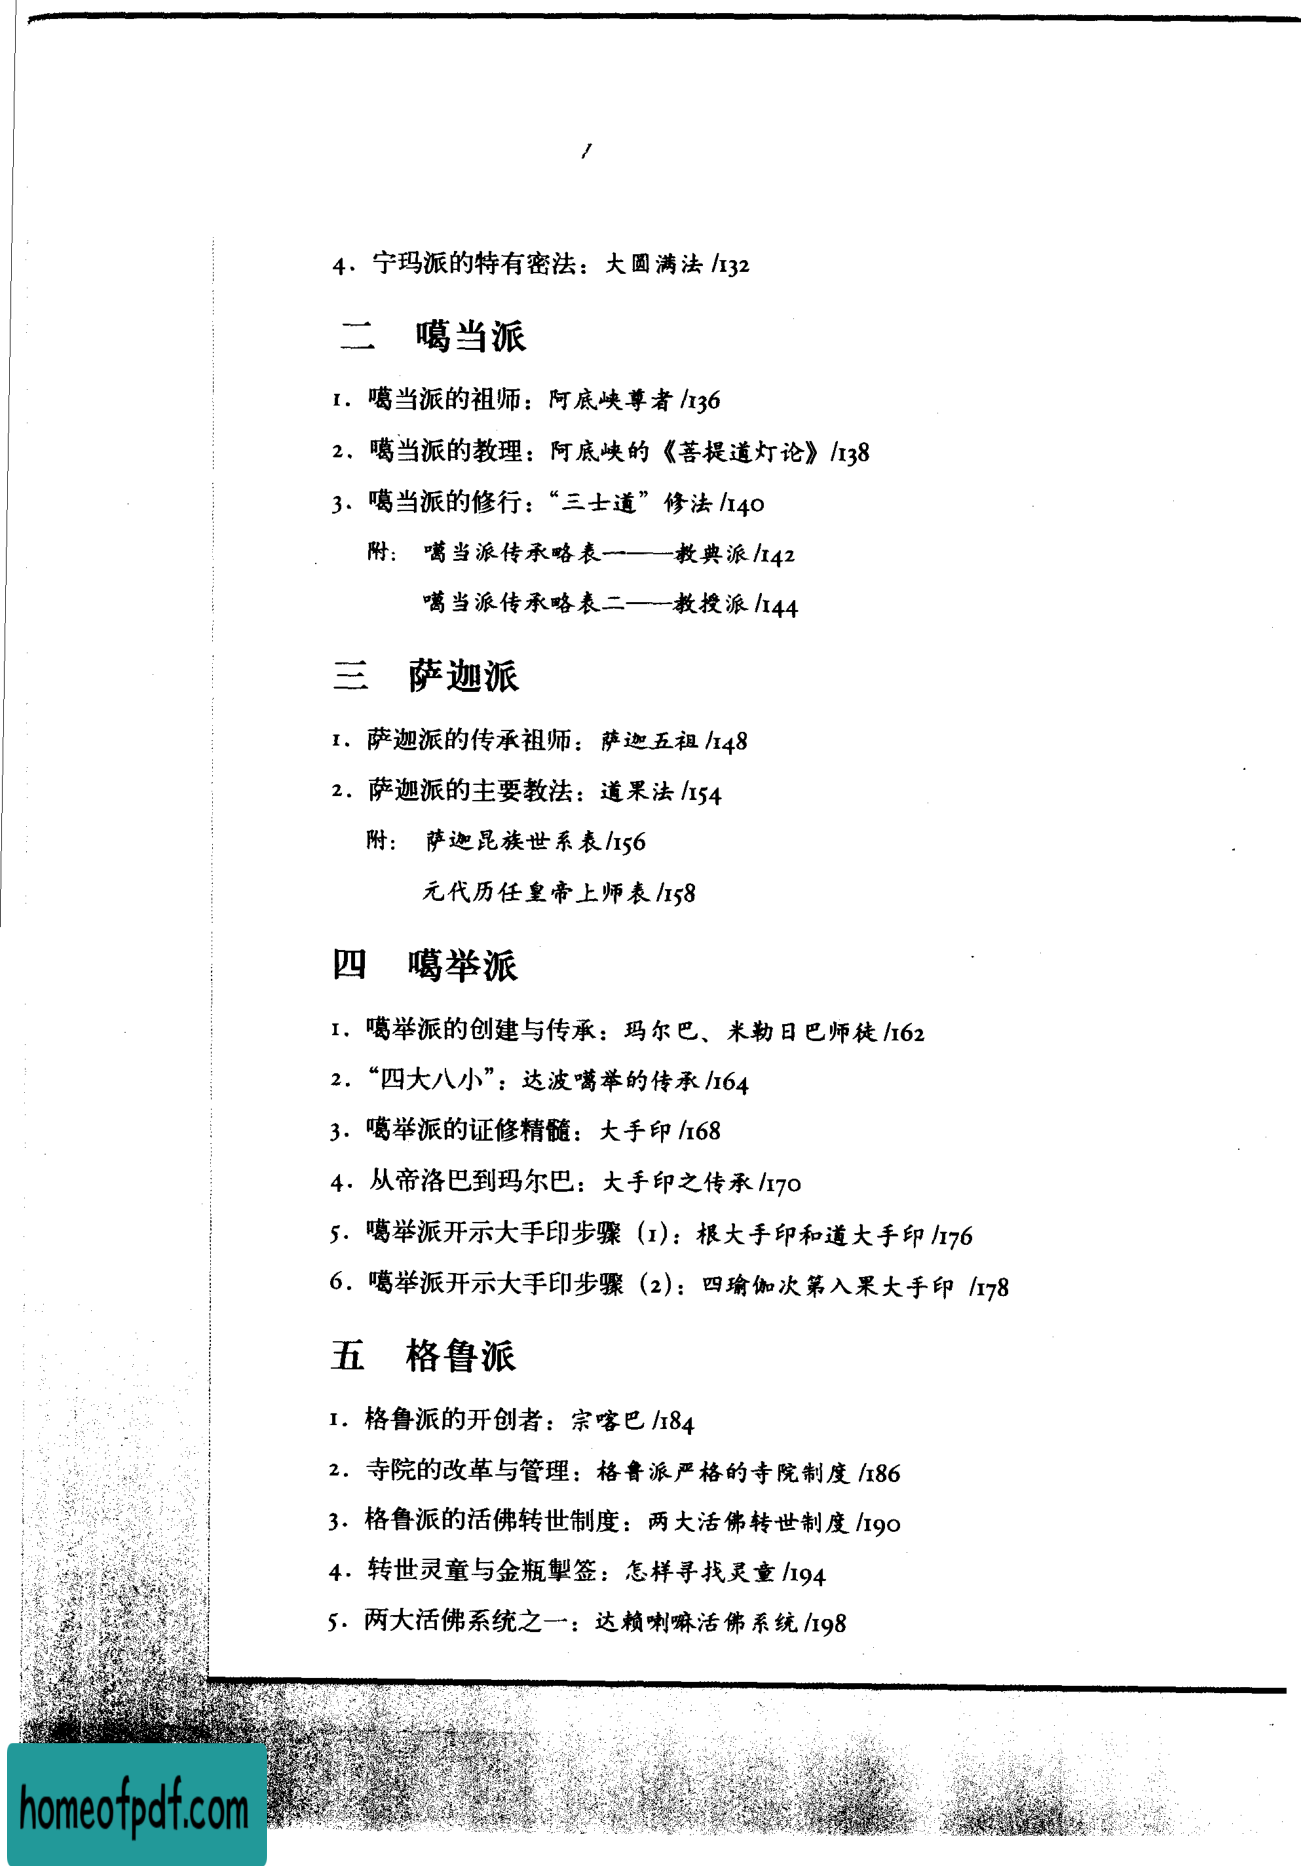 4. 宁玛派的特有密法：大圆满法 /132
二 噶当派
1. 噶当派的祖师：阿底峡尊者 /136
2. 噶当派的教理：阿底峡的《菩提道灯论》 /138
3. 噶当派的修行：“三士道”修法 /140
附： 噶当派传承略表一——教典派 /142
噶当派传承略表二——教授派 /144
三 萨迦派
1. 萨迦派的传承祖师：萨迦五祖 /148
2. 萨迦派的主要教法：道果法 /154
附： 萨迦昆族世系表 /156
元代历任皇帝上师表 /158
四 噶举派
1. 噶举派的创建与传承：玛尔巴、米勒日巴师徒 /162
2. “四大八小”：达波噶举的传承 /164
3. 噶举派的证修精髓：大手印 /168
4. 从帝洛巴到玛尔巴：大手印之传承 /170
5. 噶举派开示大手印步骤（1）：根大手印和道大手印 /176
6. 噶举派开示大手印步骤（2）：四瑜伽次第入果大手印 /178
五 格鲁派
1. 格鲁派的开创者：宗喀巴 /184
2. 寺院的改革与管理：格鲁派严格的寺院制度 /186
3. 格鲁派的活佛转世制度：两大活佛转世制度 /190
4. 转世灵童与金瓶掣签：怎样寻找灵童 /194
5. 两大活佛系统之一：达赖喇嘛活佛系统 /198
homeofpdf.com